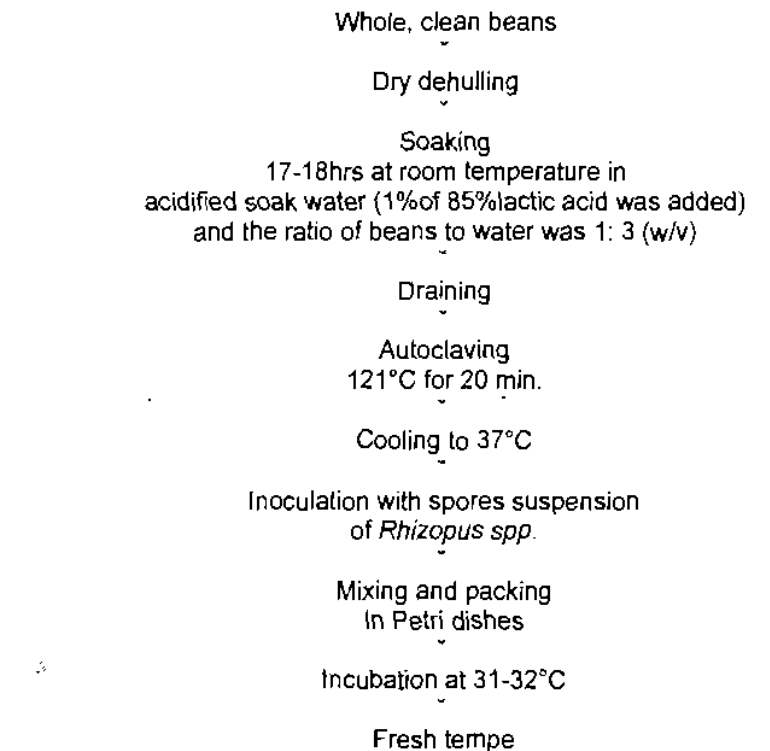 Whole, clean beans
Dry dehulling
Soaking
17-18hrs at room temperature in
acidified soak water (1%of 85%lactic acid was added)
and the ratio of beans to water was 1: 3 (w/v)
Draining
Autoclaving
121°C for 20 min.
Cooling to 37°C
Inoculation with spores suspension
of Rhizopus spp.
Mixing and packing
In Petri dishes
Incubation at 31-32°C
Fresh tempe